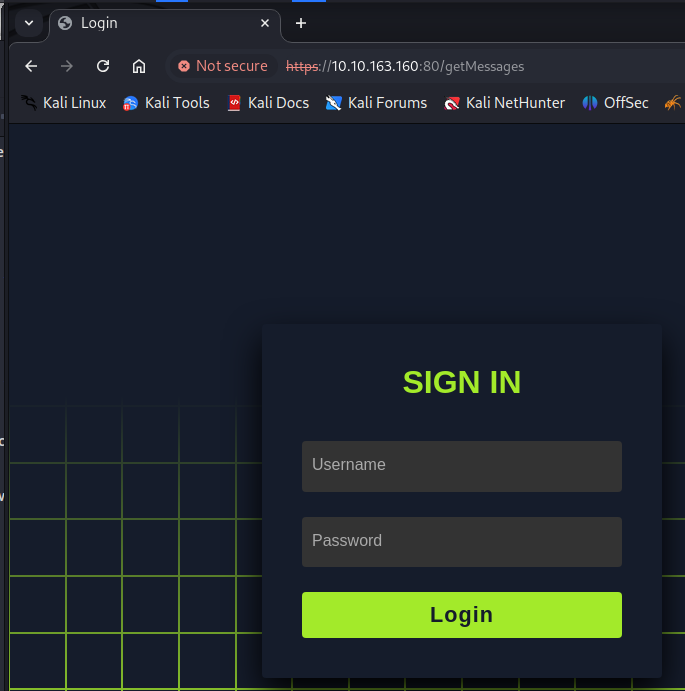 Login
Not secure https://10.10.163.160:80/getMessages
Kali Linux Kali Tools Kali Docs Kali Forums Kali NetHunter OffSec
SIGN IN
Username
Password
Login